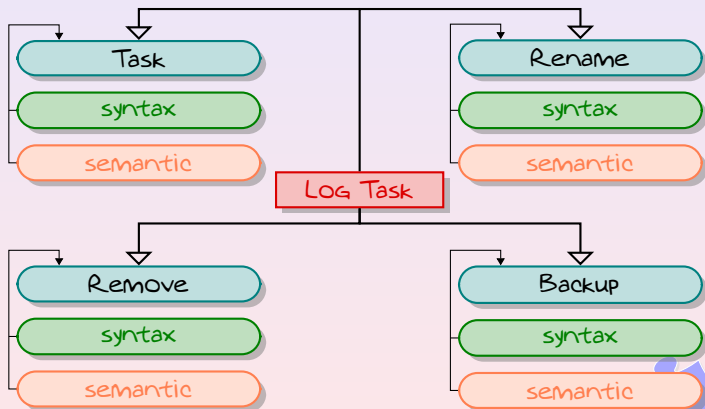 Task
syntax
semantic
Rename
syntax
semantic
LOG Task
Remove
syntax
semantic
Backup
syntax
semantic